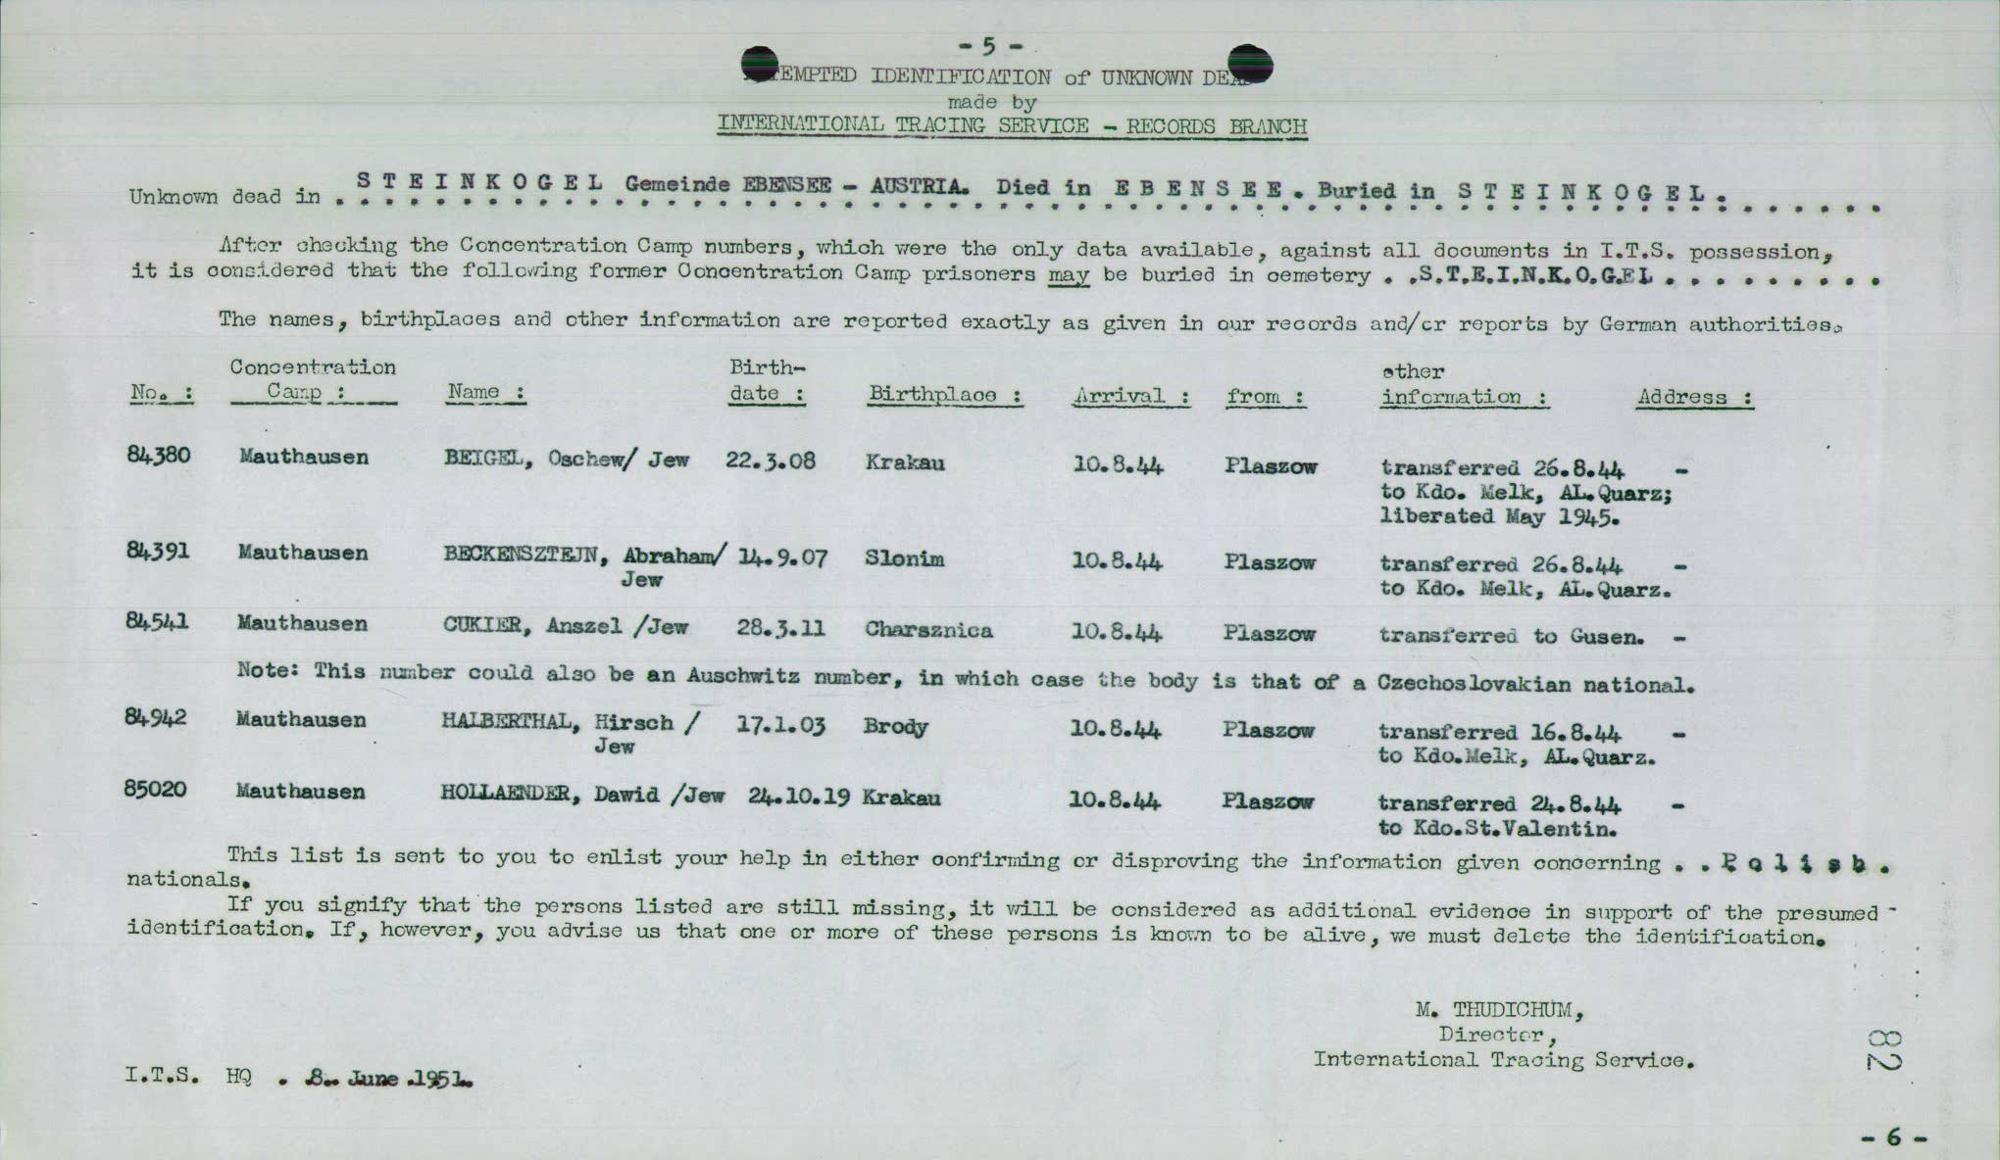 - 5 -
EMPTED IDENTIFICATION of UNKNOWN DE
made by
INTERNATIONAL TRACING SERVICE - RECORDS BRANCH
Unknown dead in STEINKOGEL Gemeinde EBENSEE - AUSTRIA. Died in EBENSEE. Buried in STEINKOGEL.
After checking the Concentration Camp numbers, which were the only data available, against all documents in I.T.S. possession,
it is considered that the following former Concentration Camp prisoners may be buried in cemetery . .S.T.E.I.N.K.O.G.E.L . . . . . . . . .
The names, birthplaces and other information are reported exactly as given in our records and/or reports by German authorities.
No. : Concentration Camp : Name : Birth-date : Birthplace : Arrival : from : other information : Address :
84380 Mauthausen BEIGEL, Oschew/ Jew 22.3.08 Krakau 10.8.44 Plaszow transferred 26.8.44 -
to Kdo. Melk, AL.Quarz;
liberated May 1945.
84391 Mauthausen BECKENSZTEJN, Abraham/ 14.9.07 Slonim 10.8.44 Plaszow transferred 26.8.44 -
Jew to Kdo. Melk, AL.Quarz.
84541 Mauthausen CUKIER, Anszel /Jew 28.3.11 Charsznica 10.8.44 Plaszow transferred to Gusen. -
Note: This number could also be an Auschwitz number, in which case the body is that of a Czechoslovakian national.
84942 Mauthausen HALBERTHAL, Hirsch / 17.1.03 Brody 10.8.44 Plaszow transferred 16.8.44 -
Jew to Kdo.Melk, AL.Quarz.
85020 Mauthausen HOLLAENDER, Dawid /Jew 24.10.19 Krakau 10.8.44 Plaszow transferred 24.8.44 -
to Kdo.St.Valentin.
This list is sent to you to enlist your help in either confirming or disproving the information given concerning . . Polish .
nationals.
If you signify that the persons listed are still missing, it will be considered as additional evidence in support of the presumed
identification. If, however, you advise us that one or more of these persons is known to be alive, we must delete the identification.
M. THUDICHUM,
Director,
International Tracing Service.
I.T.S. HQ . 8. June 1951.
82
- 6 -